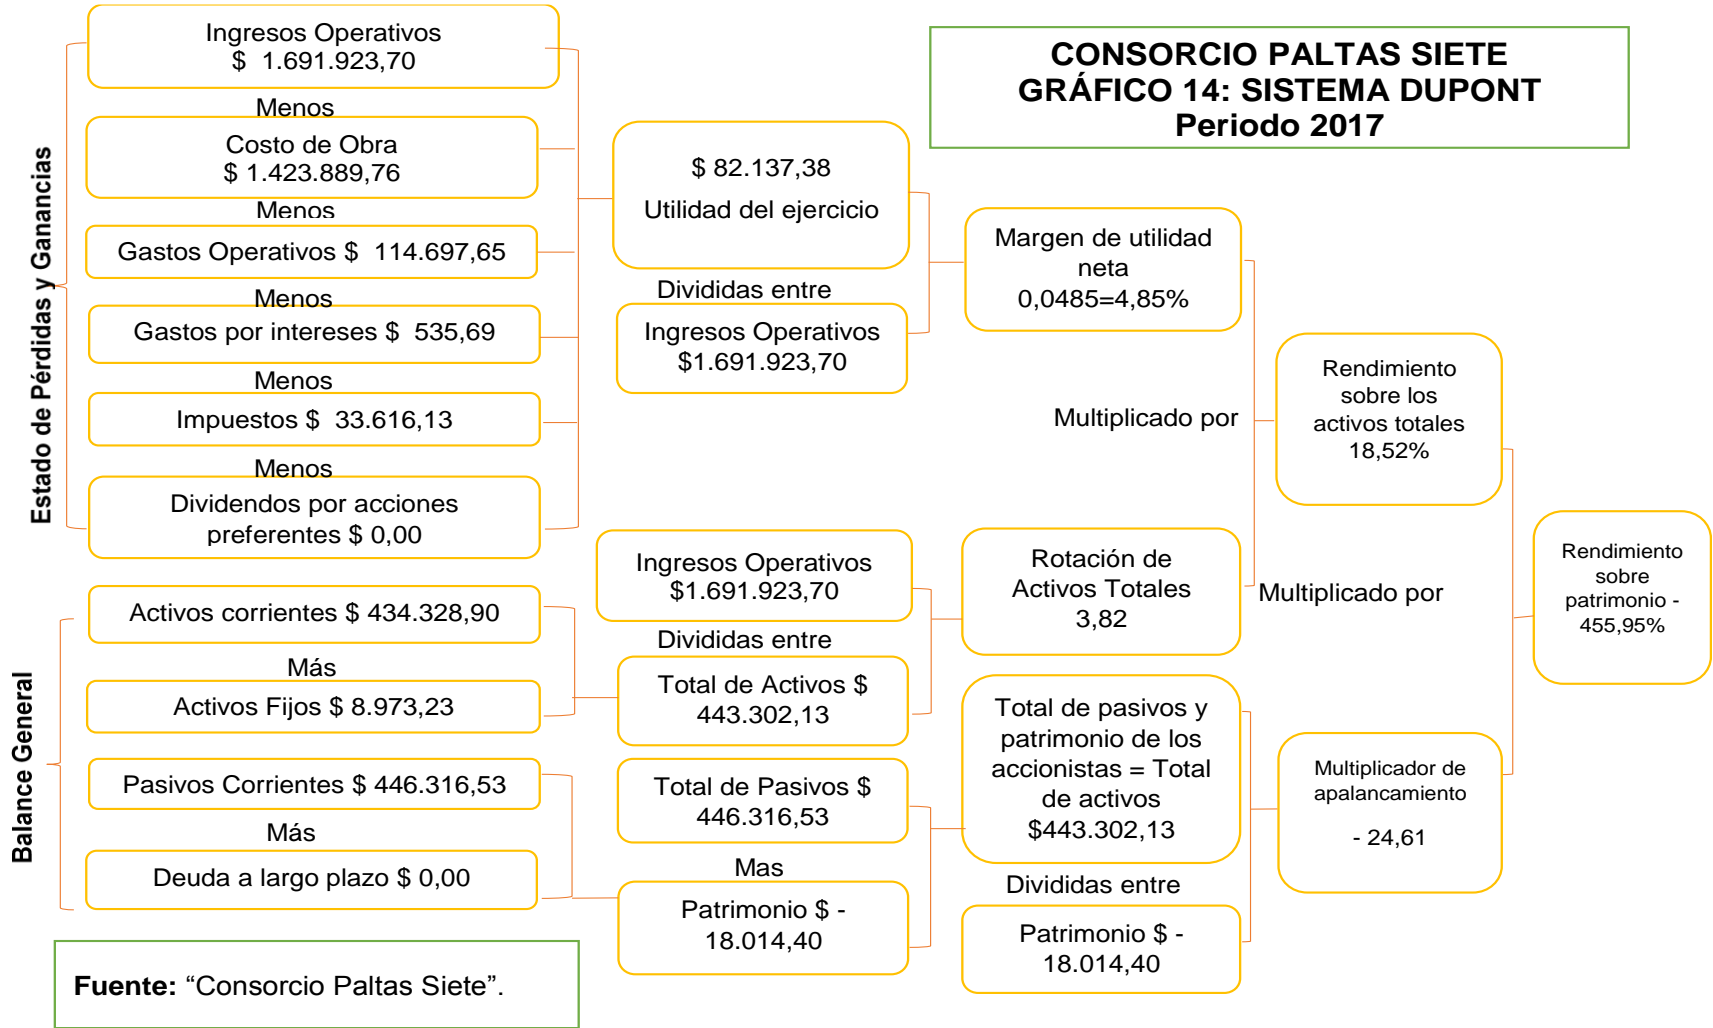 CONSORCIO PALTAS SIETE
GRÁFICO 14: SISTEMA DUPONT
Periodo 2017
Estado de Pérdidas y Ganancias
Ingresos Operativos
$ 1.691.923,70
Menos
Costo de Obra
$ 1.423.889,76
Menos
Gastos Operativos $ 114.697,65
Menos
Gastos por intereses $ 535,69
Menos
Impuestos $ 33.616,13
Menos
Dividendos por acciones
preferentes $ 0,00
$ 82.137,38
Utilidad del ejercicio
Divididas entre
Ingresos Operativos
$1.691.923,70
Margen de utilidad
neta
0,0485=4,85%
Multiplicado por
Rendimiento
sobre los
activos totales
18,52%
Balance General
Activos corrientes $ 434.328,90
Más
Activos Fijos $ 8.973,23
Pasivos Corrientes $ 446.316,53
Más
Deuda a largo plazo $ 0,00
Ingresos Operativos
$1.691.923,70
Divididas entre
Total de Activos $
443.302,13
Total de Pasivos $
446.316,53
Mas
Patrimonio $ -
18.014,40
Rotación de
Activos Totales
3,82
Multiplicado por
Total de pasivos y
patrimonio de los
accionistas = Total
de activos
$443.302,13
Divididas entre
Patrimonio $ -
18.014,40
Multiplicador de
apalancamiento
- 24,61
Rendimiento
sobre
patrimonio -
455,95%
Fuente: “Consorcio Paltas Siete”.